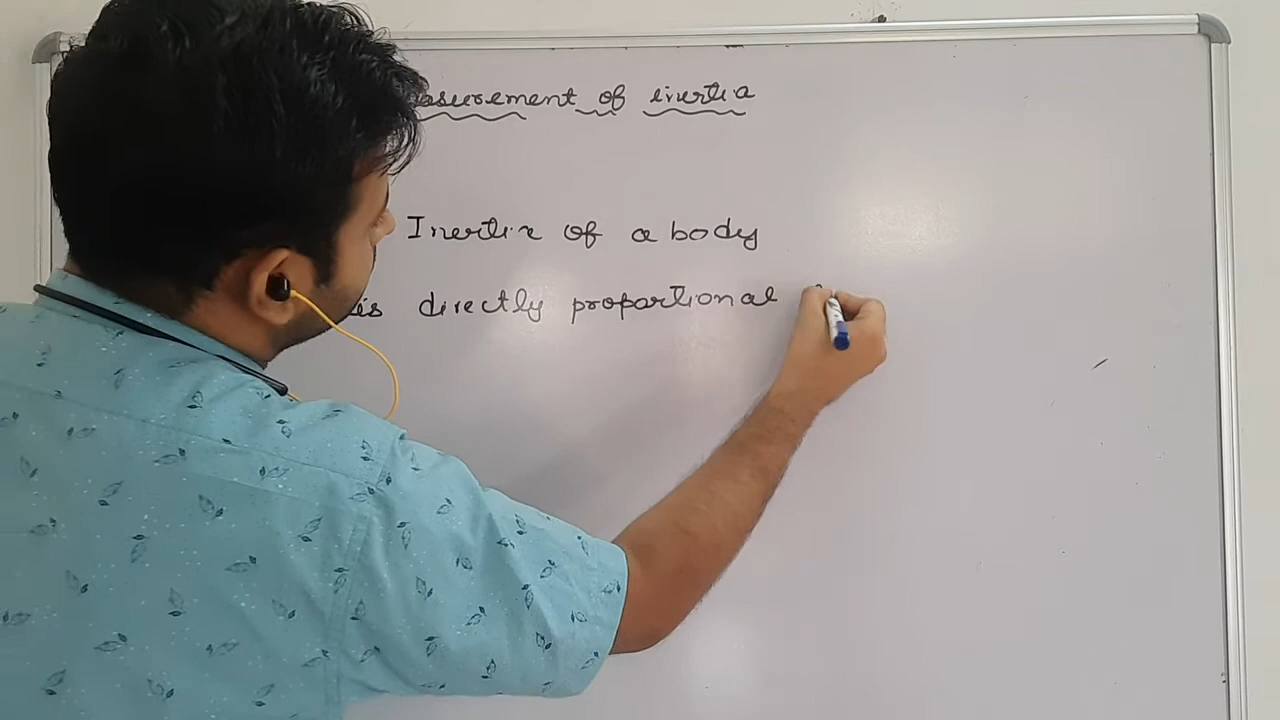 asurement of inertia
Inertia of a body
is directly proportional